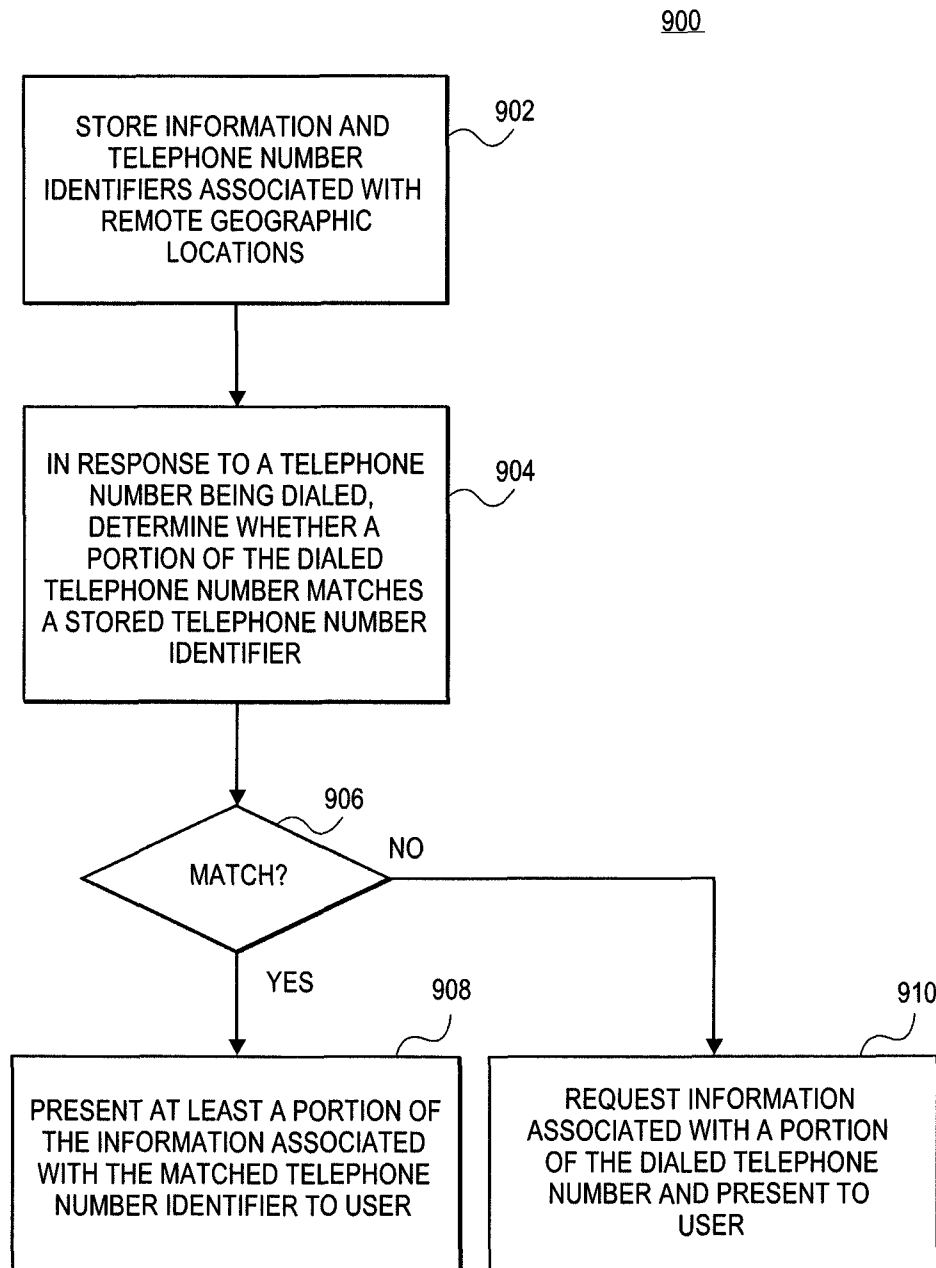 900
902
STORE INFORMATION AND
TELEPHONE NUMBER
IDENTIFIERS ASSOCIATED WITH
REMOTE GEOGRAPHIC
LOCATIONS
904
IN RESPONSE TO A TELEPHONE
NUMBER BEING DIALED,
DETERMINE WHETHER A
PORTION OF THE DIALED
TELEPHONE NUMBER MATCHES
A STORED TELEPHONE NUMBER
IDENTIFIER
906
MATCH?
NO
YES
908
PRESENT AT LEAST A PORTION OF
THE INFORMATION ASSOCIATED
WITH THE MATCHED TELEPHONE
NUMBER IDENTIFIER TO USER
910
REQUEST INFORMATION
ASSOCIATED WITH A PORTION
OF THE DIALED TELEPHONE
NUMBER AND PRESENT TO
USER